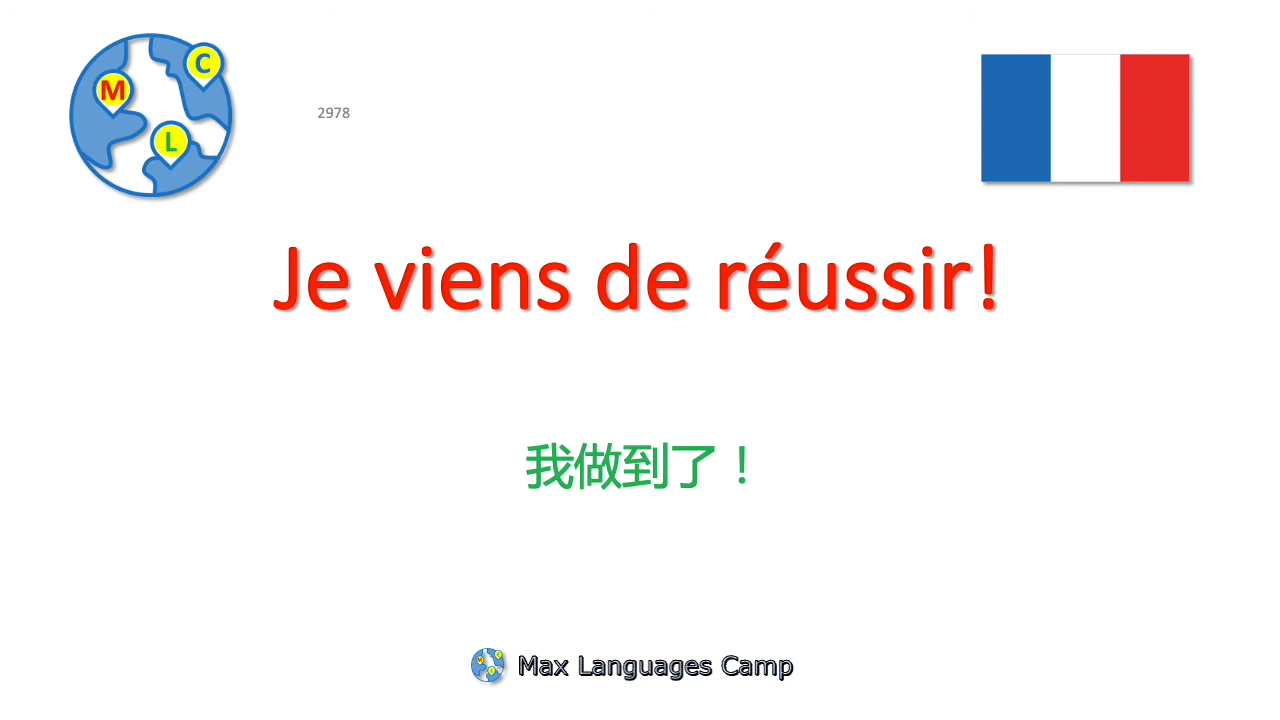 M
C
L
2978
Je viens de réussir!
我做到了！
Max Languages Camp